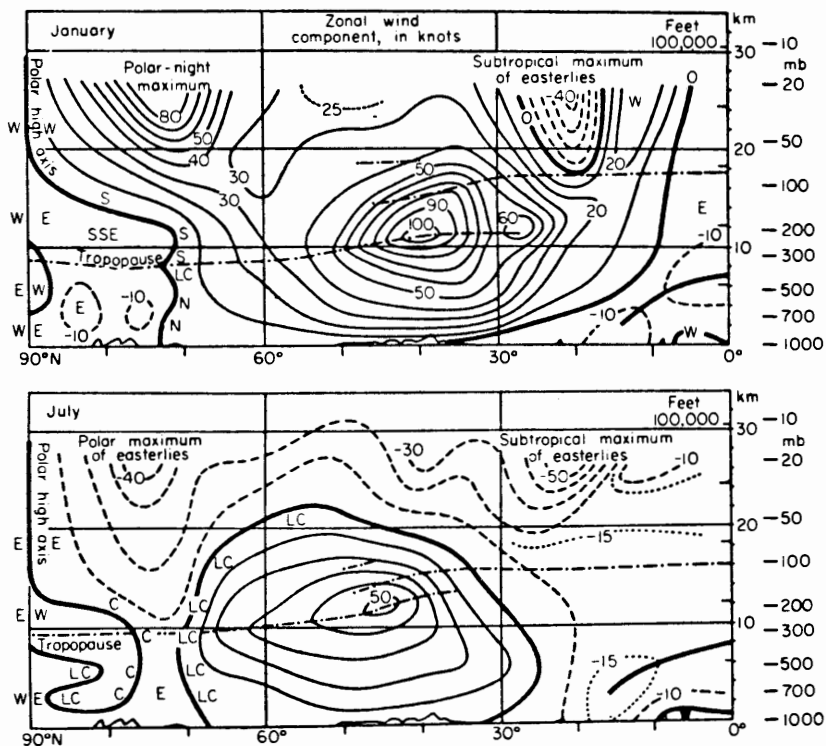 January
Zonal wind
component, in knots
Feet
100,000
km
30
— 10
mb
Polar high axis
Polar-night
maximum
Subtropical maximum
of easterlies
0
— 20
80
50
40
25
-40
0
W
W
W
— 50
20
30
30
50
20
20
— 100
S
90
100
60
W
E
SSE
S
E
— 200
-10
10
— 300
Tropopause
S
LC
50
E
W
E
-10
N
— 500
— 700
-10
N
-10
W
E
W
— 1000
90°N
60°
30°
0°
July
Feet
100,000
km
30
— 10
mb
Polar high axis
Polar maximum
of easterlies
-30
Subtropical maximum
of easterlies
-40
-50
-10
— 20
LC
20
— 50
E
E
-15
LC
— 100
50
E
W
C
LC
— 200
10
C
LC
— 300
Tropopause
-15
LC
C
LC
— 500
W
E
LC
C
E
LC
-10
— 700
— 1000
90°N
60°
30°
0°